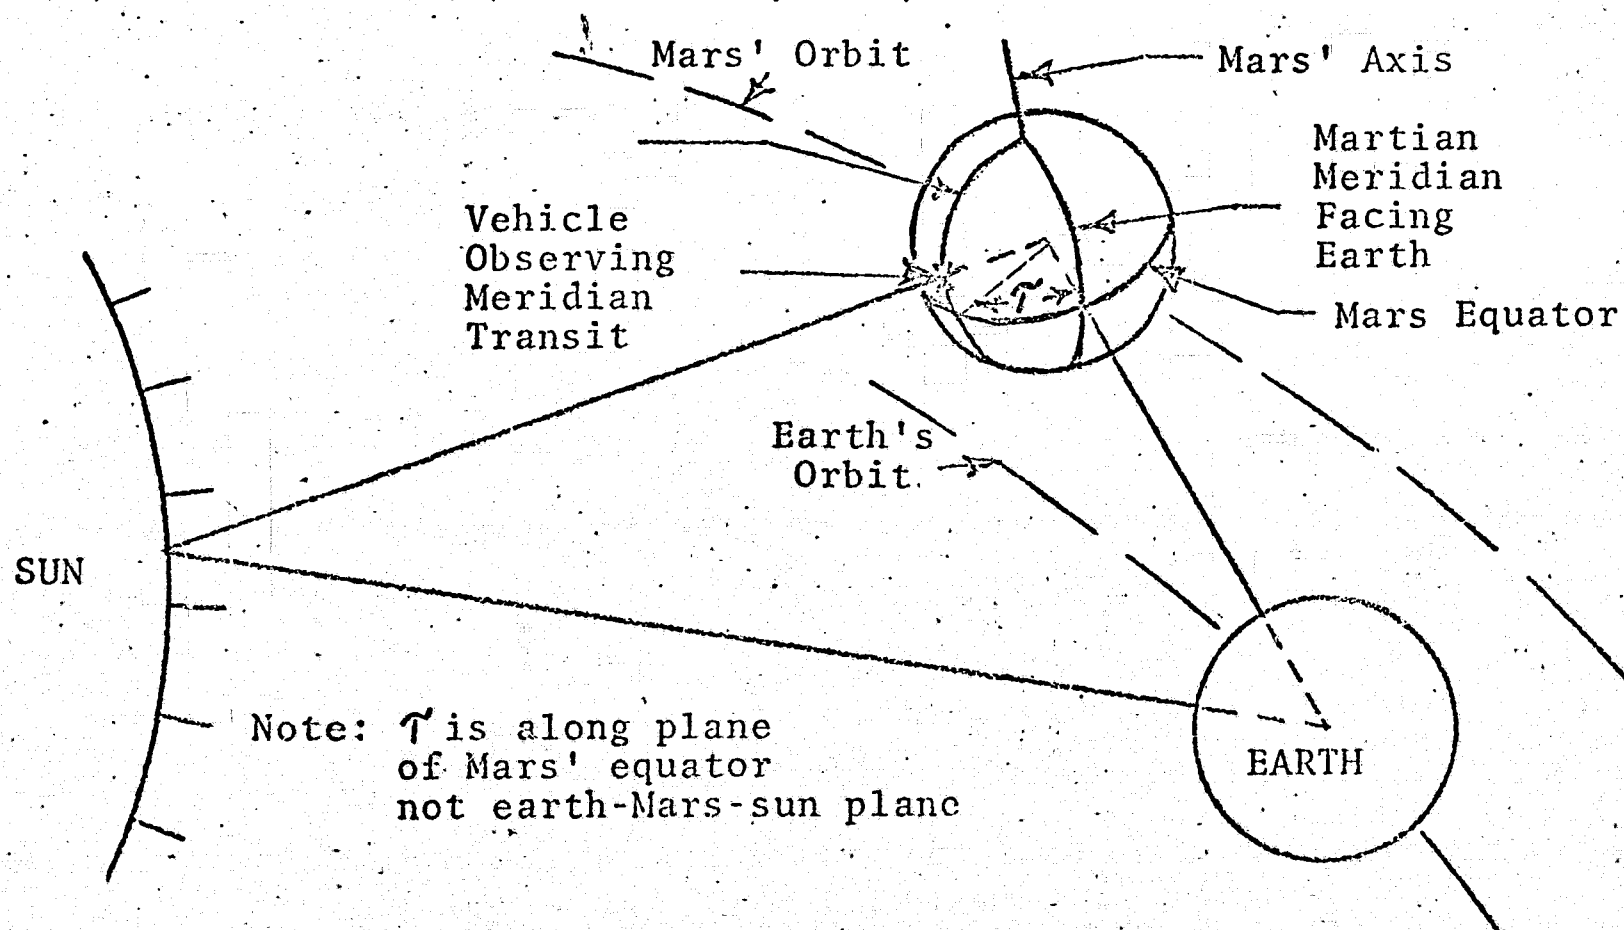 Mars' Orbit
Mars' Axis
Martian
Meridian
Facing
Earth
Vehicle
Observing
Meridian
Transit
τ
Mars Equator
Earth's
Orbit
SUN
Note: τ is along plane
of Mars' equator
not earth-Mars-sun plane
EARTH